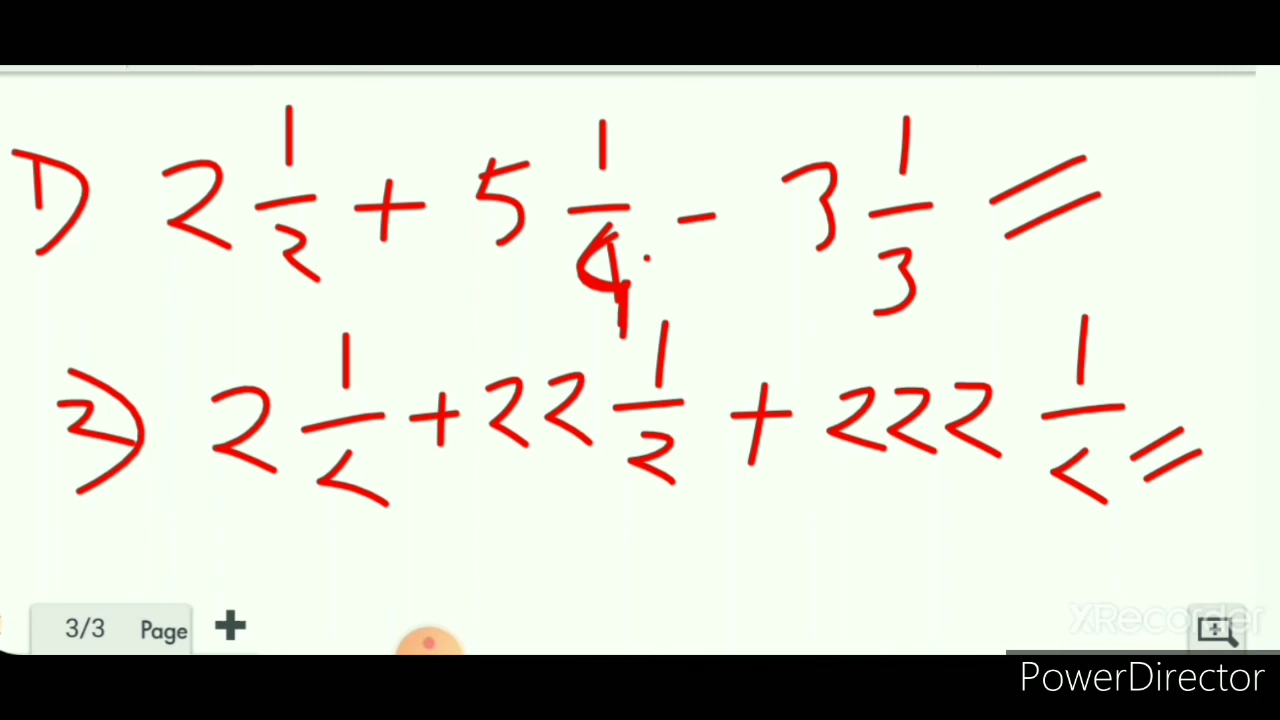 1) 2 1/2 + 5 1/4 - 3 1/3 =
2) 2 1/2 + 22 1/2 + 222 1/2 =
3/3 Page +
XRecorder
PowerDirector